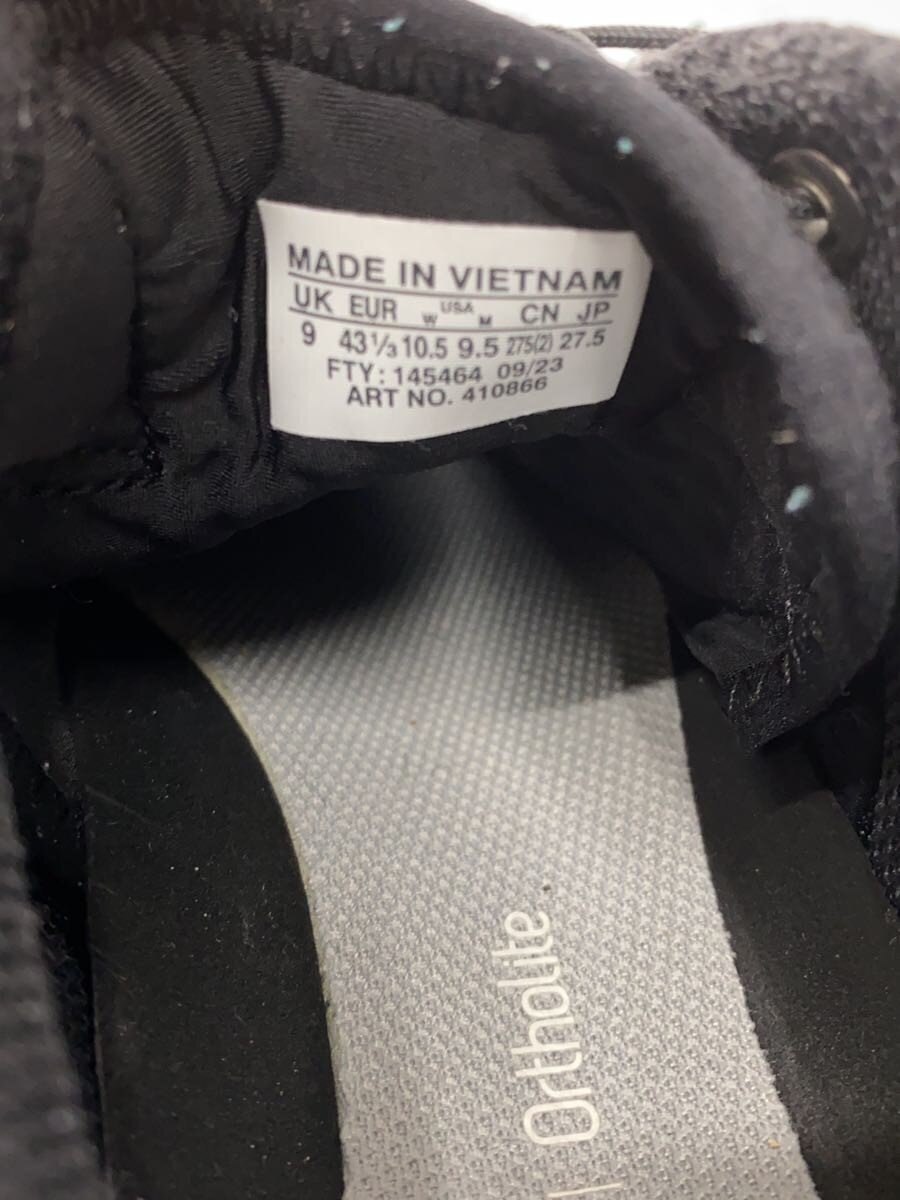 MADE IN VIETNAM
UK EUR W USA M CN JP
9 43⅓ 10.5 9.5 275(2) 27.5
FTY: 145464 09/23
ART NO. 410866
Ortholite